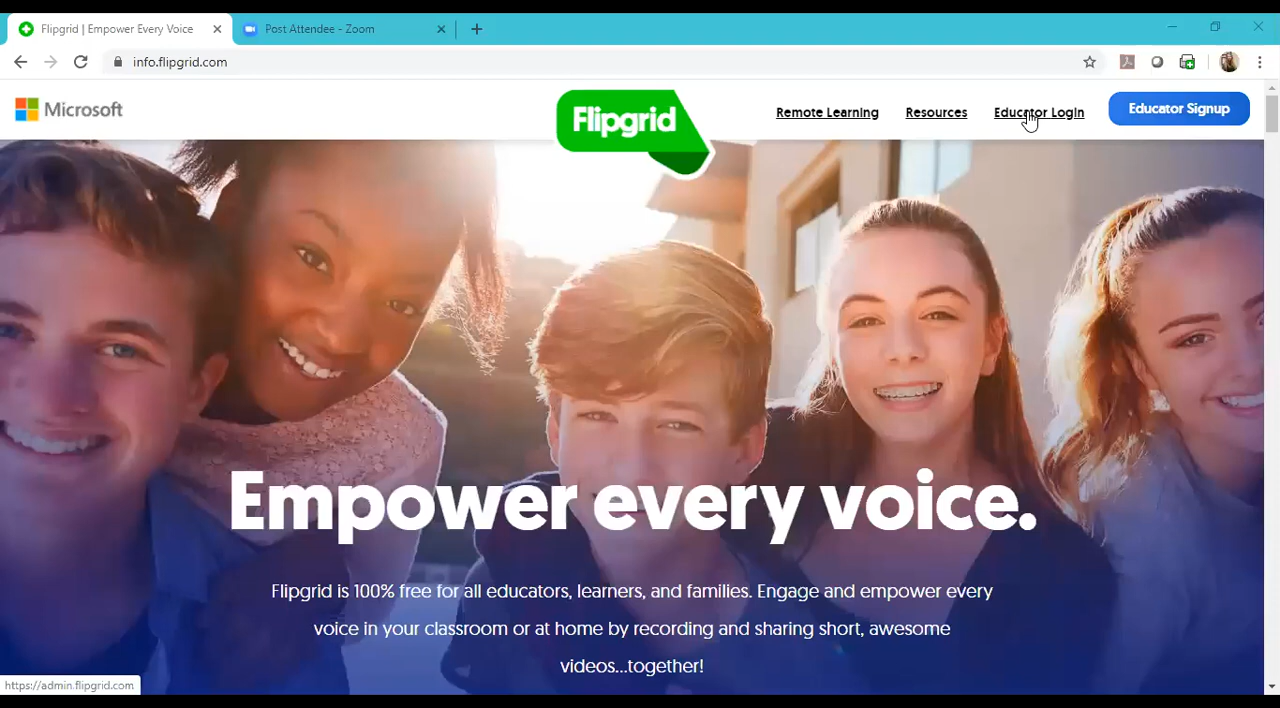 Flipgrid | Empower Every Voice
Post Attendee - Zoom
info.flipgrid.com
Microsoft
Flipgrid
Remote Learning
Resources
Educator Login
Educator Signup
Empower every voice.
Flipgrid is 100% free for all educators, learners, and families. Engage and empower every
voice in your classroom or at home by recording and sharing short, awesome
videos...together!
https://admin.flipgrid.com